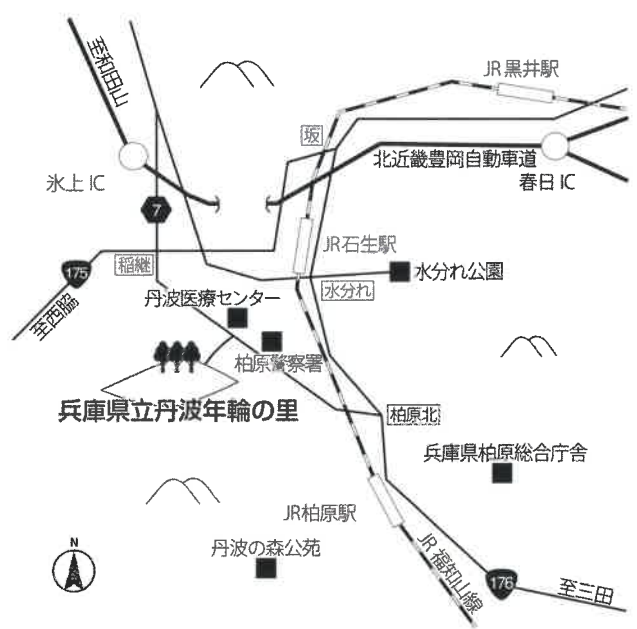 至和田山
JR黒井駅
坂
北近畿豊岡自動車道
春日IC
氷上IC
7
JR石生駅
稲継
175
至西脇
水分れ公園
水分れ
丹波医療センター
柏原警察署
兵庫県立丹波年輪の里
柏原北
兵庫県柏原総合庁舎
JR柏原駅
丹波の森公苑
JR福知山線
N
176
至三田